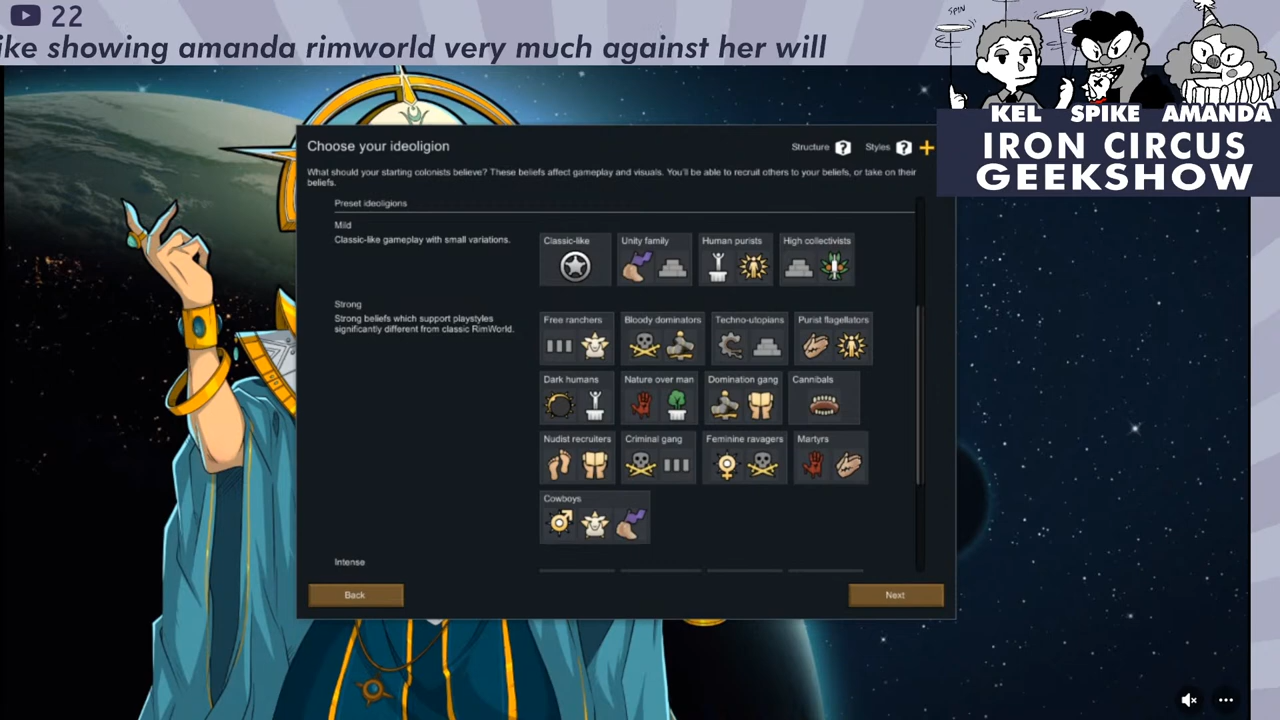 22
ike showing amanda rimworld very much against her will
SPIN
KEL SPIKE AMANDA
IRON CIRCUS
GEEKSHOW
Choose your ideoligion
Structure ? Styles ? +
What should your starting colonists believe? These beliefs affect gameplay and visuals. You'll be able to recruit others to your beliefs, or take on their
beliefs.
Preset ideoligions
Mild
Classic-like gameplay with small variations.
Classic-like Unity family Human purists High collectivists
Strong
Strong beliefs which support playstyles
significantly different from classic RimWorld.
Free ranchers Bloody dominators Techno-utopians Purist flagellators
Dark humans Nature over man Domination gang Cannibals
Nudist recruiters Criminal gang Feminine ravagers Martyrs
Cowboys
Intense
Back Next